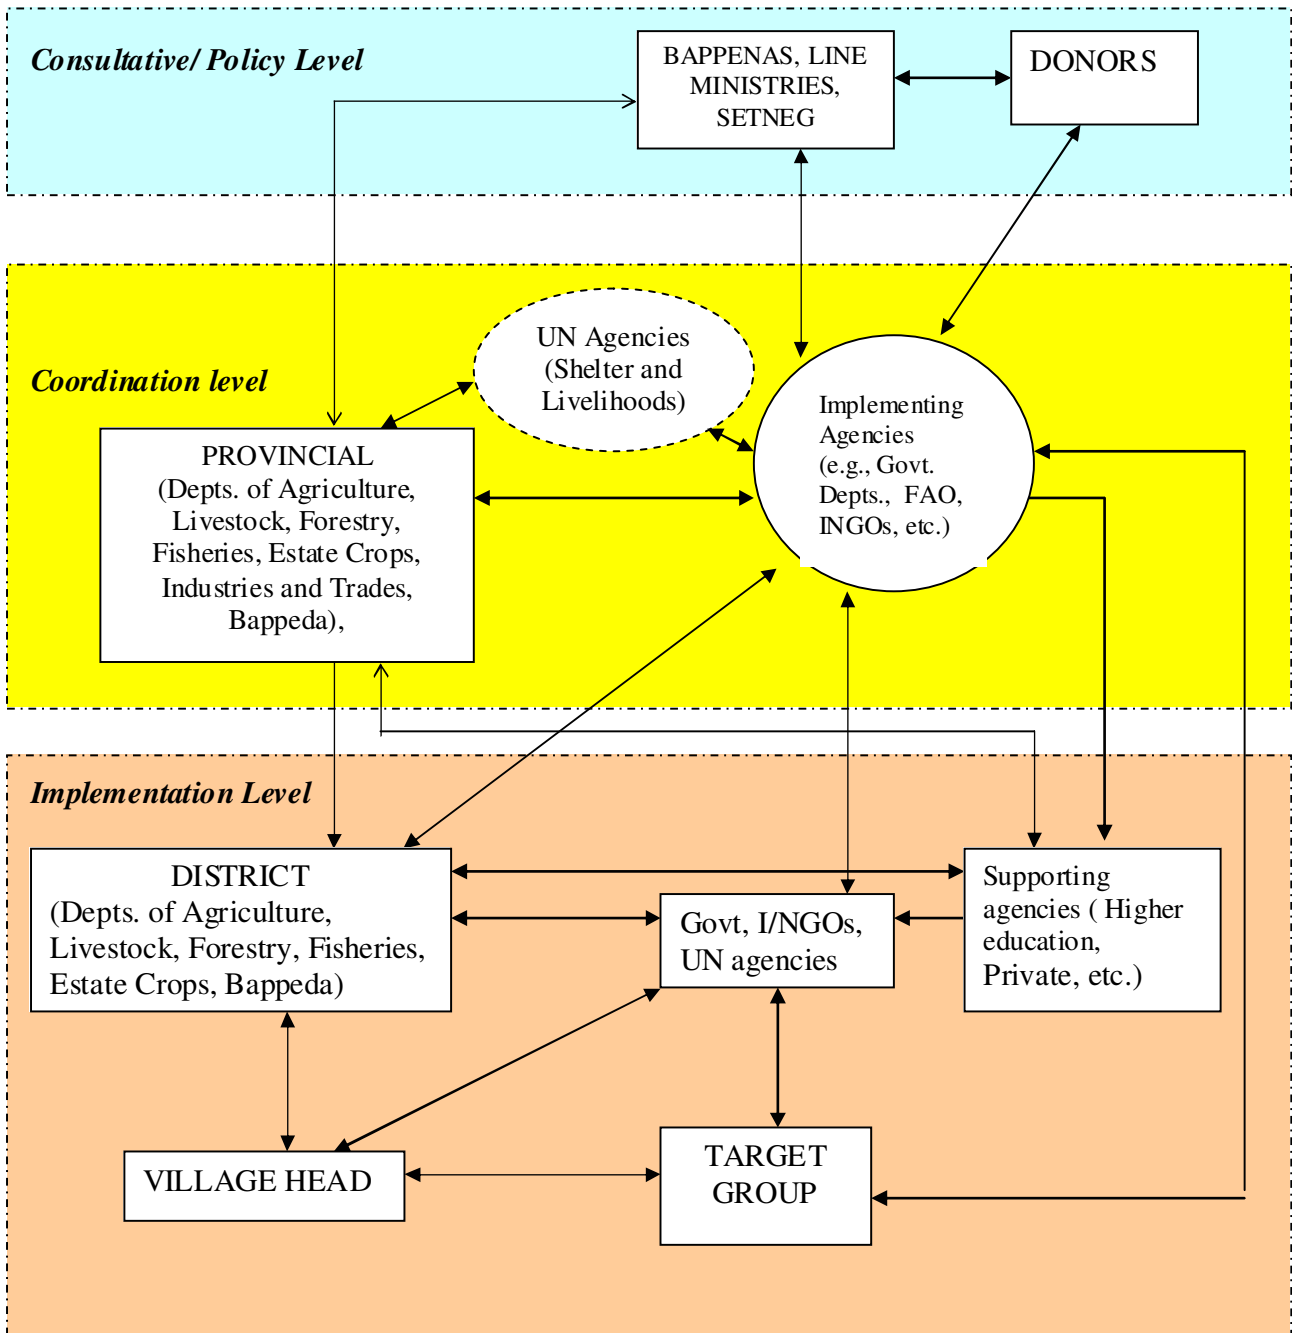 Consultative/ Policy Level
BAPPENAS, LINE
MINISTRIES,
SETNEG
DONORS
Coordination level
UN Agencies
(Shelter and
Livelihoods)
Implementing
Agencies
(e.g., Govt.
Depts., FAO,
INGOs, etc.)
PROVINCIAL
(Depts. of Agriculture,
Livestock, Forestry,
Fisheries, Estate Crops,
Industries and Trades,
Bappeda),
Implementation Level
DISTRICT
(Depts. of Agriculture,
Livestock, Forestry, Fisheries,
Estate Crops, Bappeda)
Govt, I/NGOs,
UN agencies
Supporting
agencies ( Higher
education,
Private, etc.)
VILLAGE HEAD
TARGET
GROUP